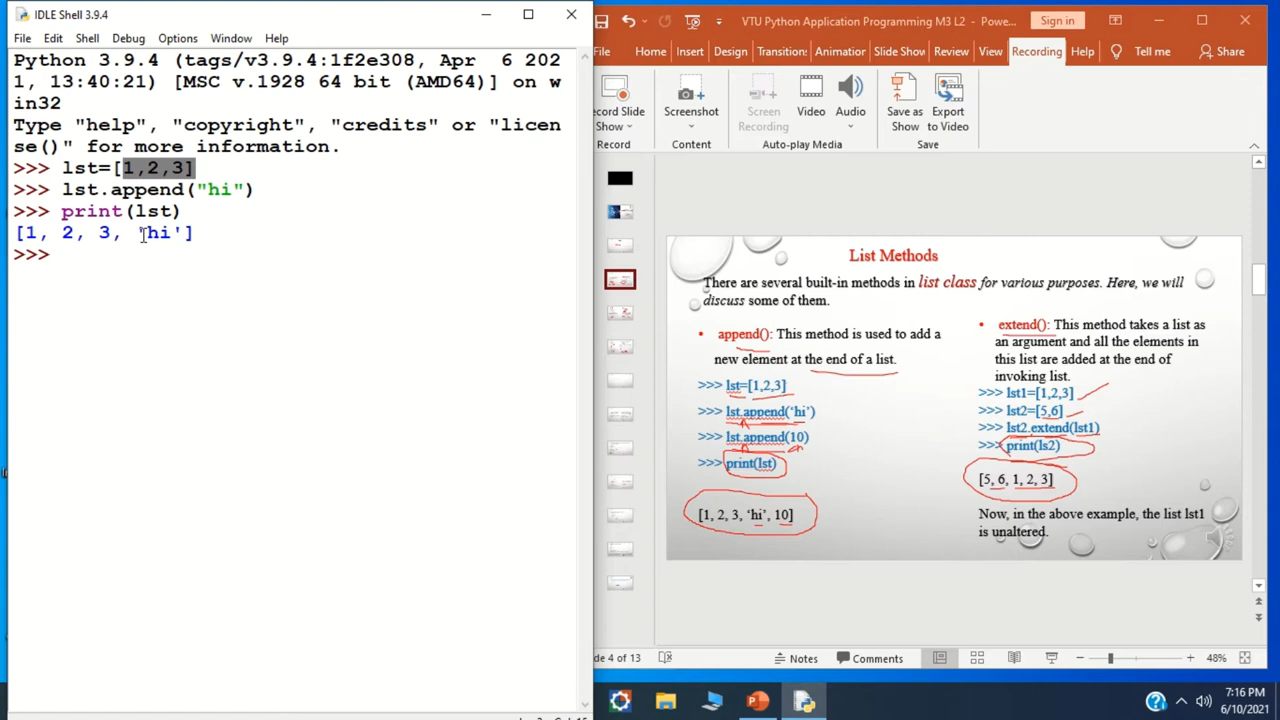 IDLE Shell 3.9.4
File Edit Shell Debug Options Window Help
Python 3.9.4 (tags/v3.9.4:1f2e308, Apr  6 202
1, 13:40:21) [MSC v.1928 64 bit (AMD64)] on w
in32
Type "help", "copyright", "credits" or "licen
se()" for more information.
>>> lst=[1,2,3]
>>> lst.append("hi")
>>> print(lst)
[1, 2, 3, 'hi']
>>>
VTU Python Application Programming M3 L2 - Powe... Sign in
File Home Insert Design Transitions Animation Slide Show Review View Recording Help Tell me Share
ecord Slide Show Screenshot Screen Recording Video Audio Save as Show Export to Video
Record Content Auto-play Media Save
List Methods
There are several built-in methods in list class for various purposes. Here, we will
discuss some of them.
• append(): This method is used to add a
new element at the end of a list.
>>> lst=[1,2,3]
>>> lst.append(‘hi’)
>>> lst.append(10)
>>> print(lst)
[1, 2, 3, ‘hi’, 10]
• extend(): This method takes a list as
an argument and all the elements in
this list are added at the end of
invoking list.
>>> lst1=[1,2,3]
>>> lst2=[5,6]
>>> lst2.extend(lst1)
>>> print(ls2)
[5, 6, 1, 2, 3]
Now, in the above example, the list lst1
is unaltered.
de 4 of 13 Notes Comments 48%
7:16 PM
6/10/2021